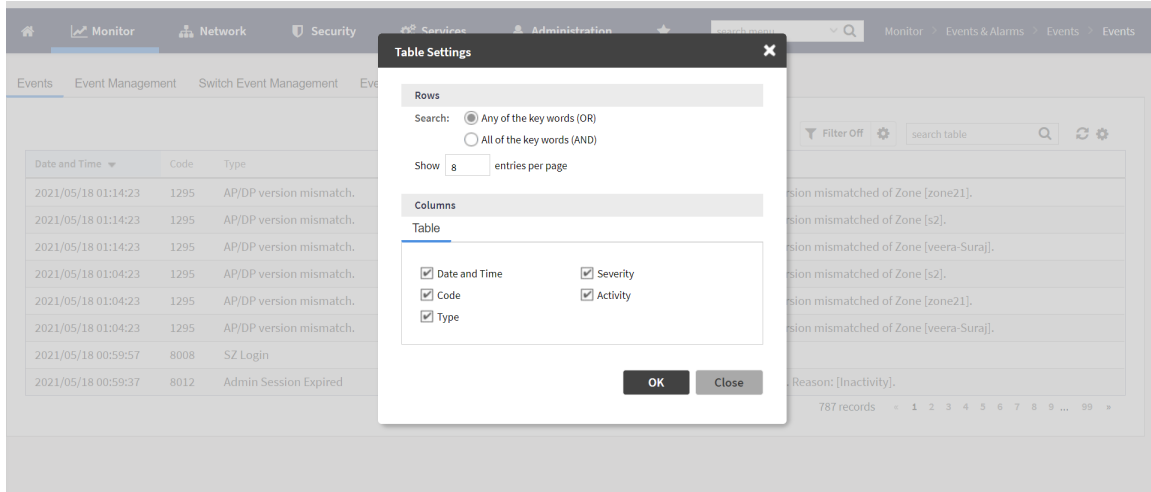 Monitor Network Security Services Administration search menu Monitor > Events & Alarms > Events > Events
Table Settings
Events Event Management Switch Event Management Eve
Rows
Search: Any of the key words (OR)
All of the key words (AND)
Filter Off search table
Show 8 entries per page
Date and Time Code Type
Columns
2021/05/18 01:14:23 1295 AP/DP version mismatch. rsion mismatched of Zone [zone21].
2021/05/18 01:14:23 1295 AP/DP version mismatch. rsion mismatched of Zone [s2].
Table
2021/05/18 01:14:23 1295 AP/DP version mismatch. rsion mismatched of Zone [veera-Suraj].
2021/05/18 01:04:23 1295 AP/DP version mismatch. rsion mismatched of Zone [s2].
Date and Time Severity
Code Activity
2021/05/18 01:04:23 1295 AP/DP version mismatch. rsion mismatched of Zone [zone21].
Type
2021/05/18 01:04:23 1295 AP/DP version mismatch. rsion mismatched of Zone [veera-Suraj].
2021/05/18 00:59:57 8008 SZ Login
2021/05/18 00:59:37 8012 Admin Session Expired . Reason: [Inactivity].
OK Close
787 records « 1 2 3 4 5 6 7 8 9 ... 99 »